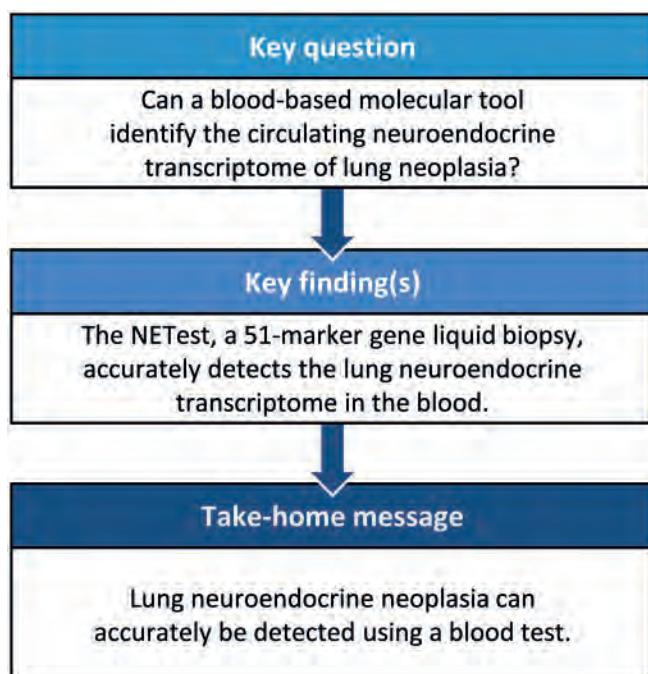 Key question
Can a blood-based molecular tool
identify the circulating neuroendocrine
transcriptome of lung neoplasia?
Key finding(s)
The NETest, a 51-marker gene liquid biopsy,
accurately detects the lung neuroendocrine
transcriptome in the blood.
Take-home message
Lung neuroendocrine neoplasia can
accurately be detected using a blood test.